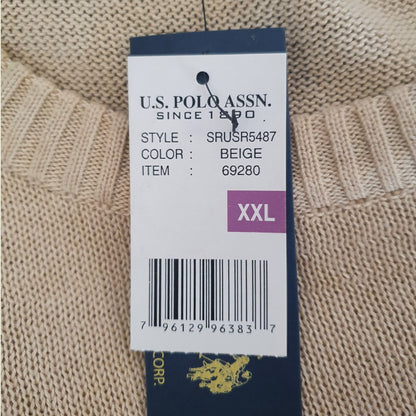 U.S. POLO ASSN.
SINCE 1890
STYLE : SRUSR5487
COLOR : BEIGE
ITEM : 69280
XXL
7 96129 96383 7
CORP.